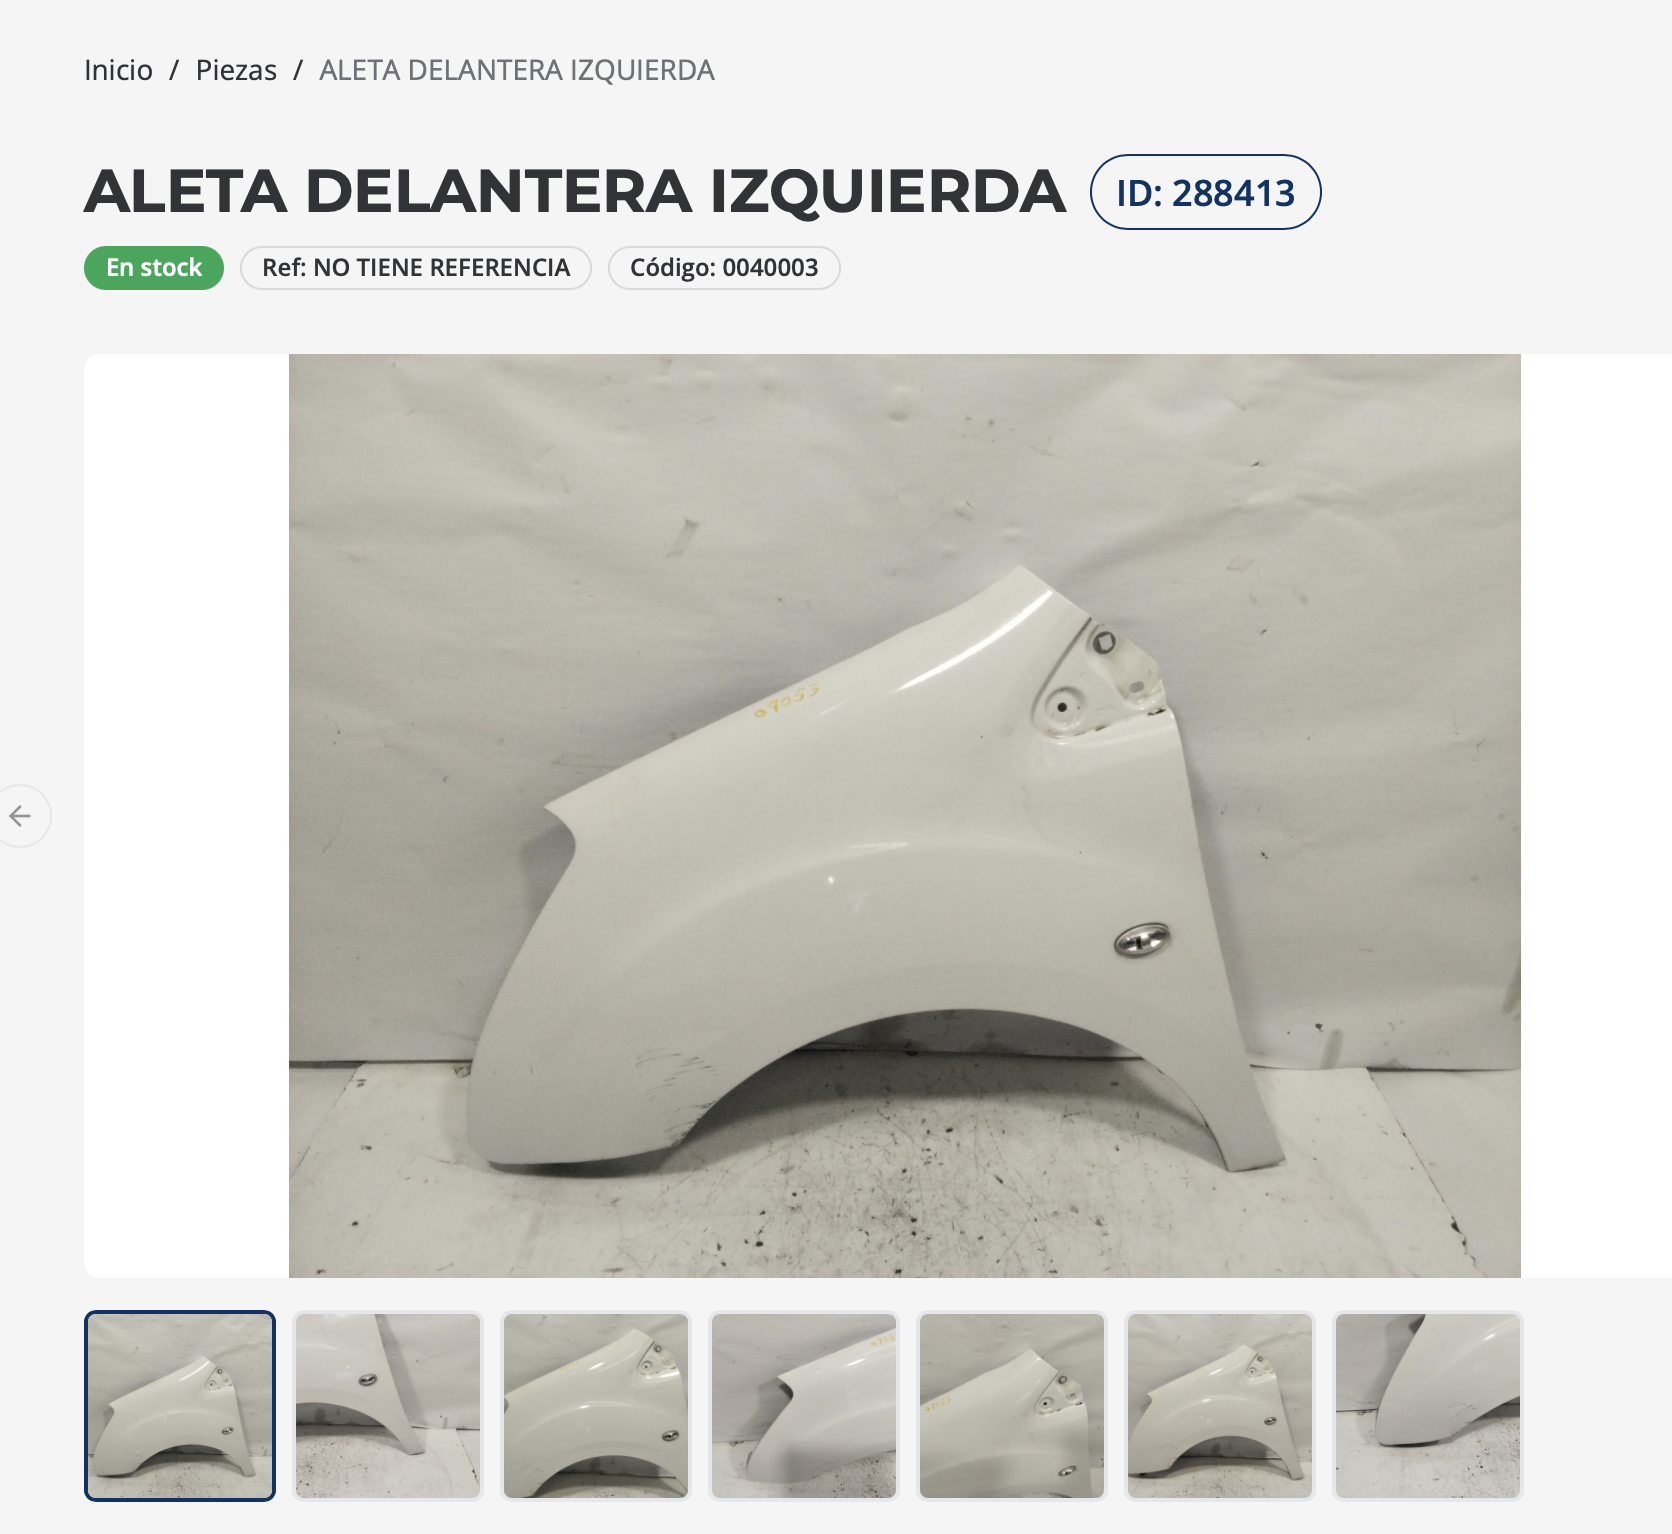 Inicio / Piezas / ALETA DELANTERA IZQUIERDA
ALETA DELANTERA IZQUIERDA ID: 288413
En stock Ref: NO TIENE REFERENCIA Código: 0040003
07053